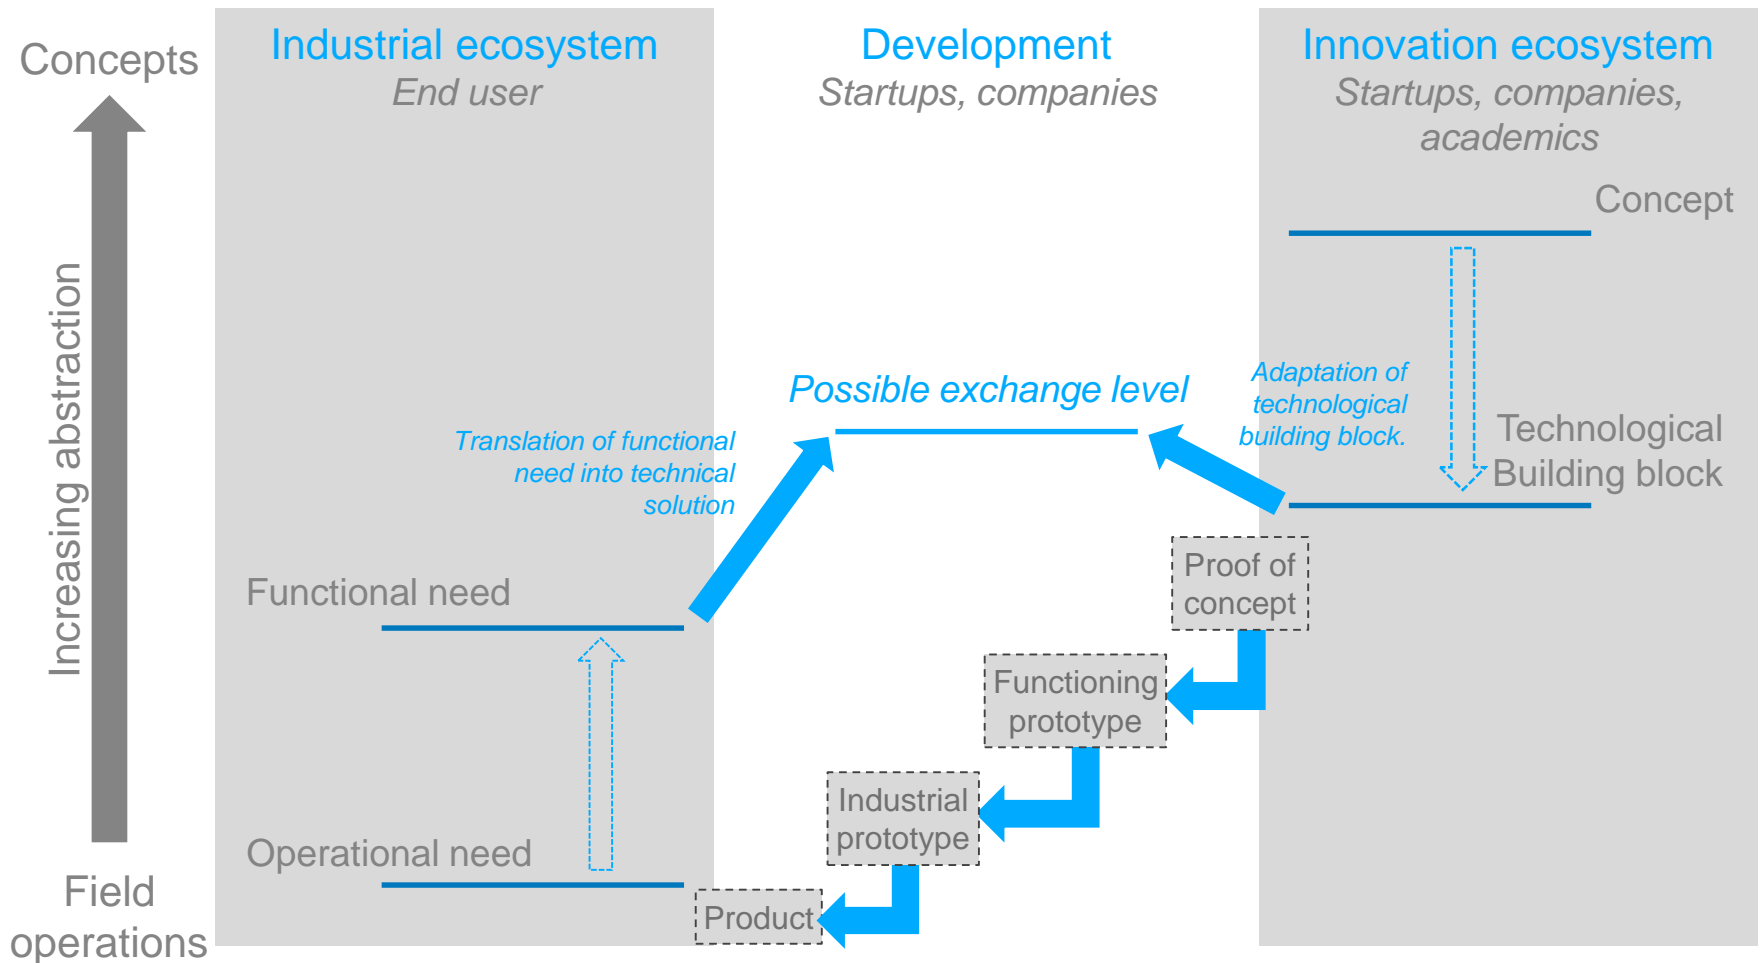 Concepts
Increasing abstraction
Field
operations
Industrial ecosystem
End user
Development
Startups, companies
Innovation ecosystem
Startups, companies,
academics
Concept
Possible exchange level
Adaptation of
technological
building block.
Technological
Building block
Translation of functional
need into technical
solution
Functional need
Operational need
Proof of
concept
Functioning
prototype
Industrial
prototype
Product